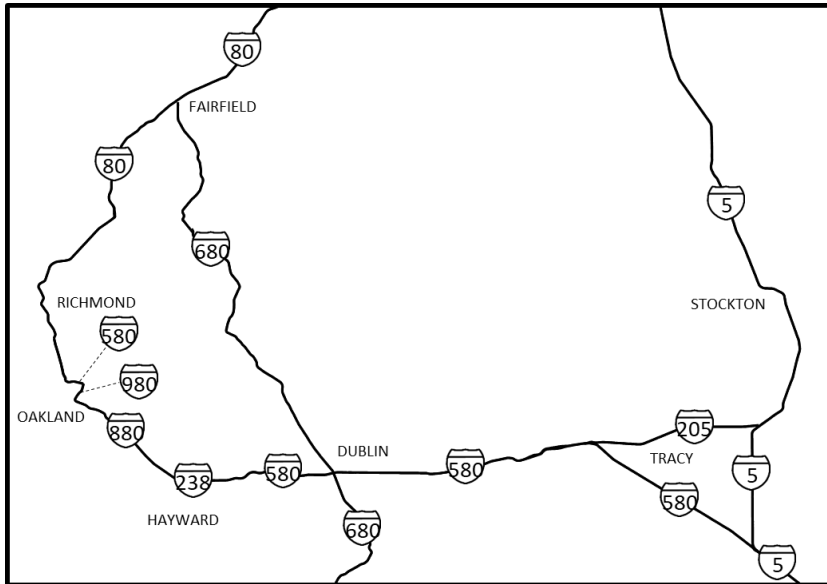 80
FAIRFIELD
80
5
680
RICHMOND
STOCKTON
580
980
OAKLAND
880
205
DUBLIN
TRACY
580
580
5
238
580
HAYWARD
680
5